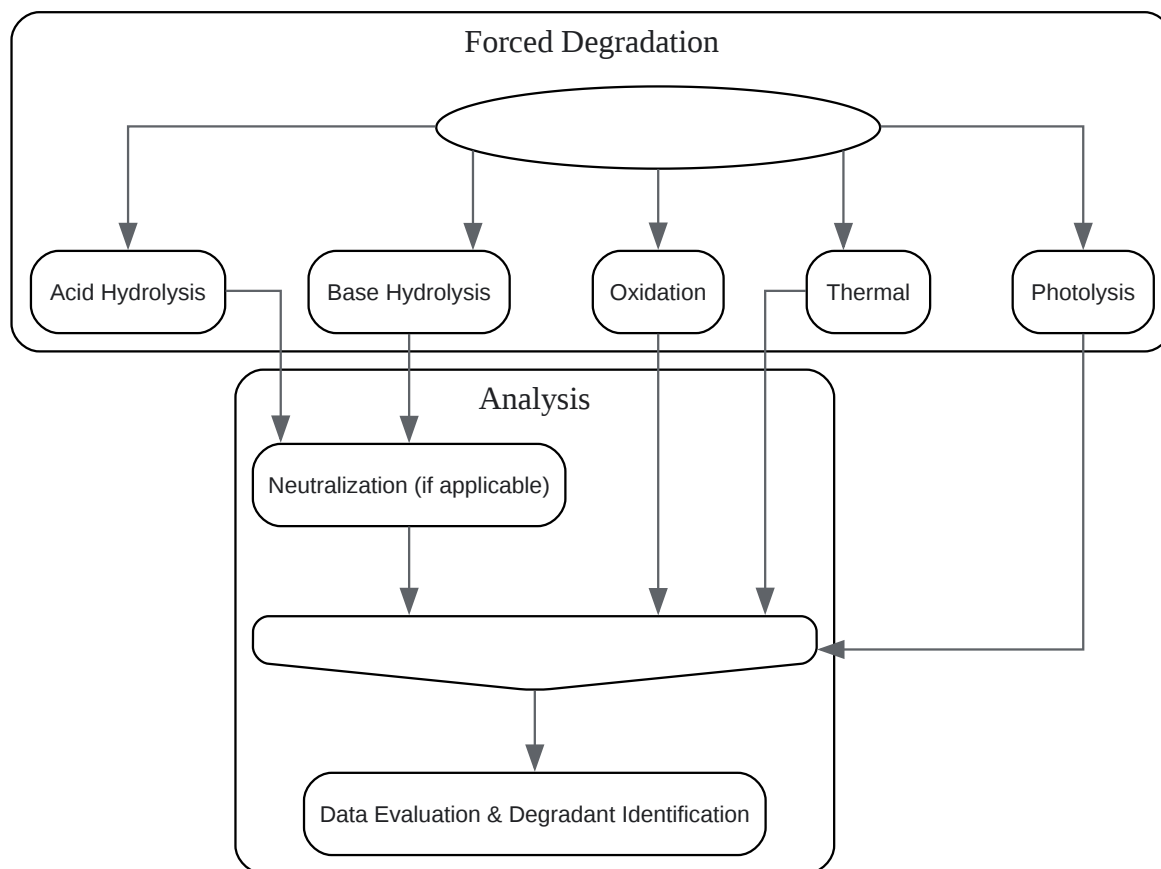 Forced Degradation
Acid Hydrolysis
Base Hydrolysis
Oxidation
Thermal
Photolysis
Analysis
Neutralization (if applicable)
Data Evaluation & Degradant Identification